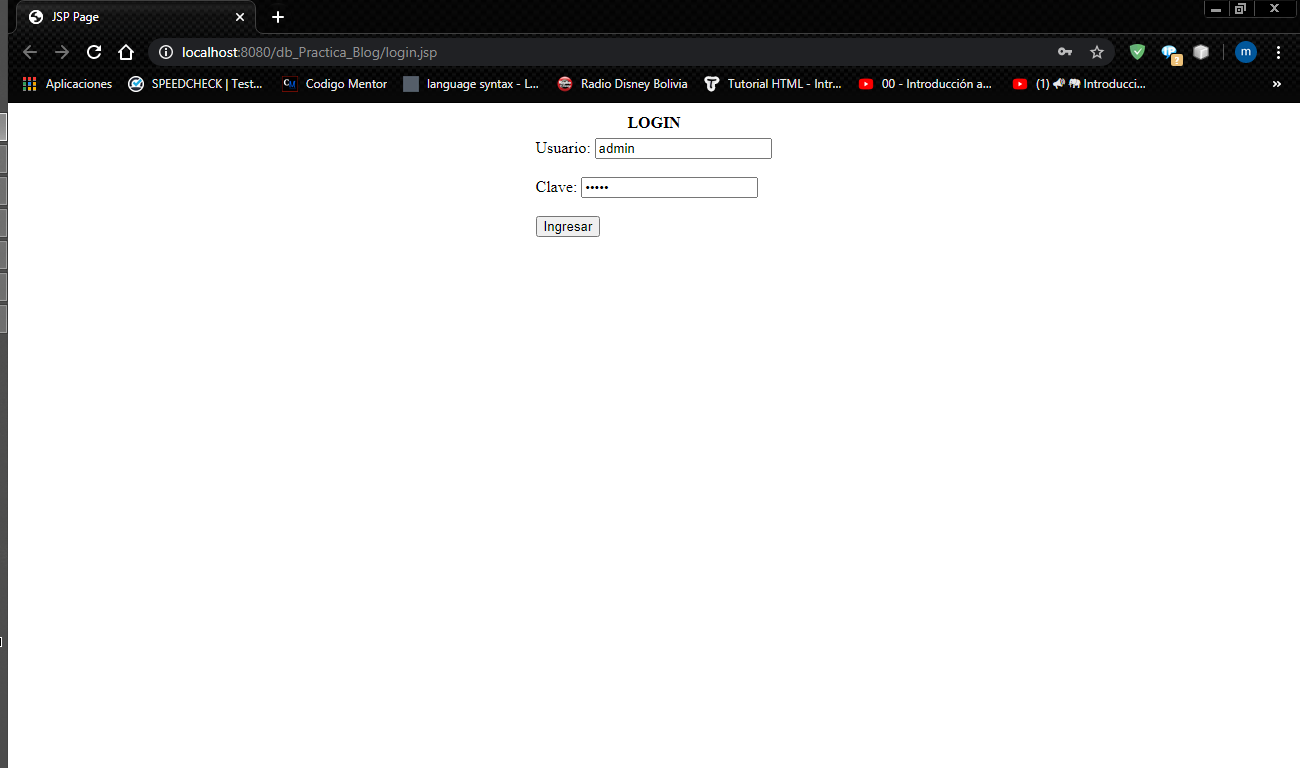 JSP Page
localhost:8080/db_Practica_Blog/login.jsp
m
Aplicaciones SPEEDCHECK | Test... CM Codigo Mentor language syntax - L... Radio Disney Bolivia Tutorial HTML - Intr... 00 - Introducción a... (1) 📣 🐘 Introducci... »
LOGIN
Usuario: admin
Clave: •••••
Ingresar